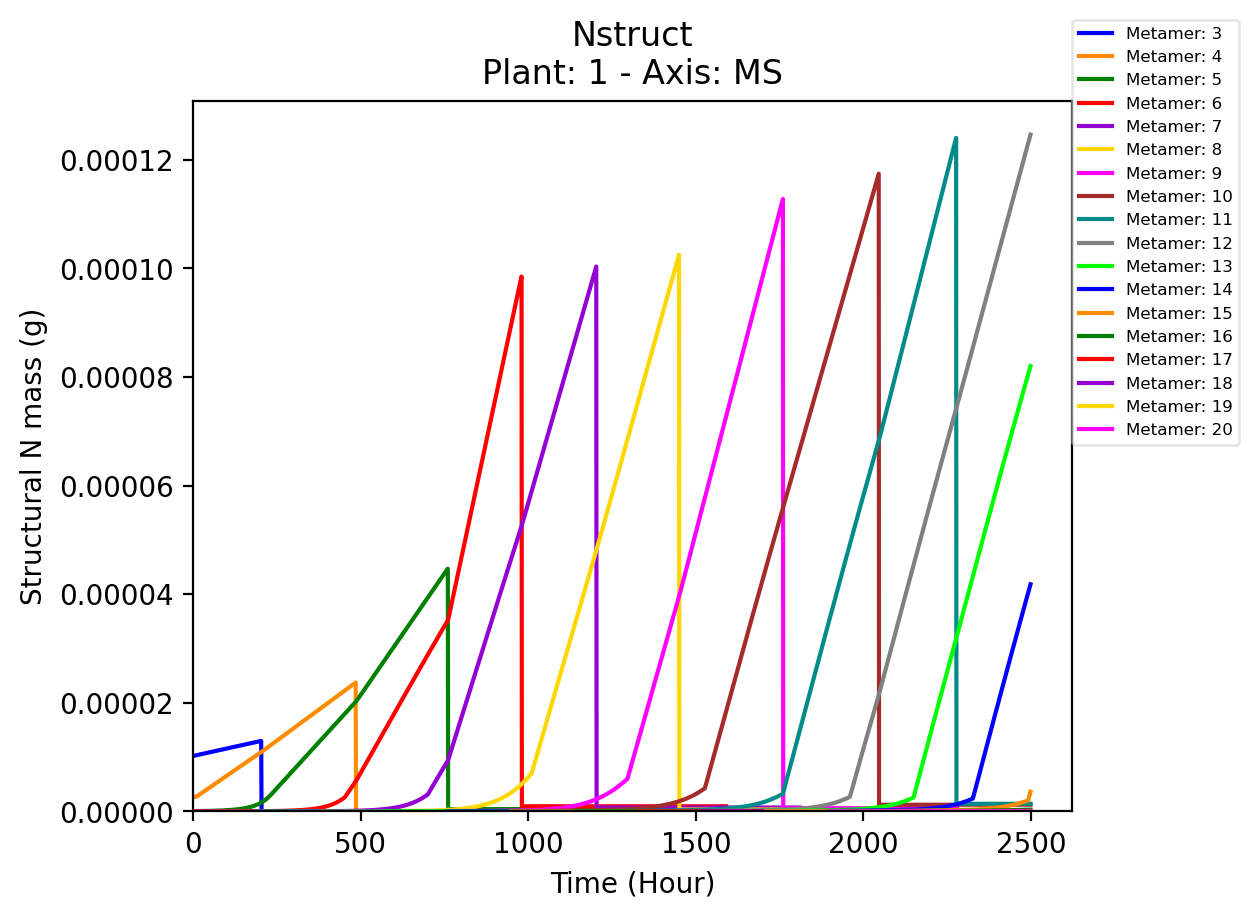 Nstruct
Plant: 1 - Axis: MS
Metamer: 3
Metamer: 4
Metamer: 5
Metamer: 6
Metamer: 7
Metamer: 8
Metamer: 9
Metamer: 10
Metamer: 11
Metamer: 12
Metamer: 13
Metamer: 14
Metamer: 15
Metamer: 16
Metamer: 17
Metamer: 18
Metamer: 19
Metamer: 20
Structural N mass (g)
0.00012
0.00010
0.00008
0.00006
0.00004
0.00002
0.00000
0 500 1000 1500 2000 2500
Time (Hour)